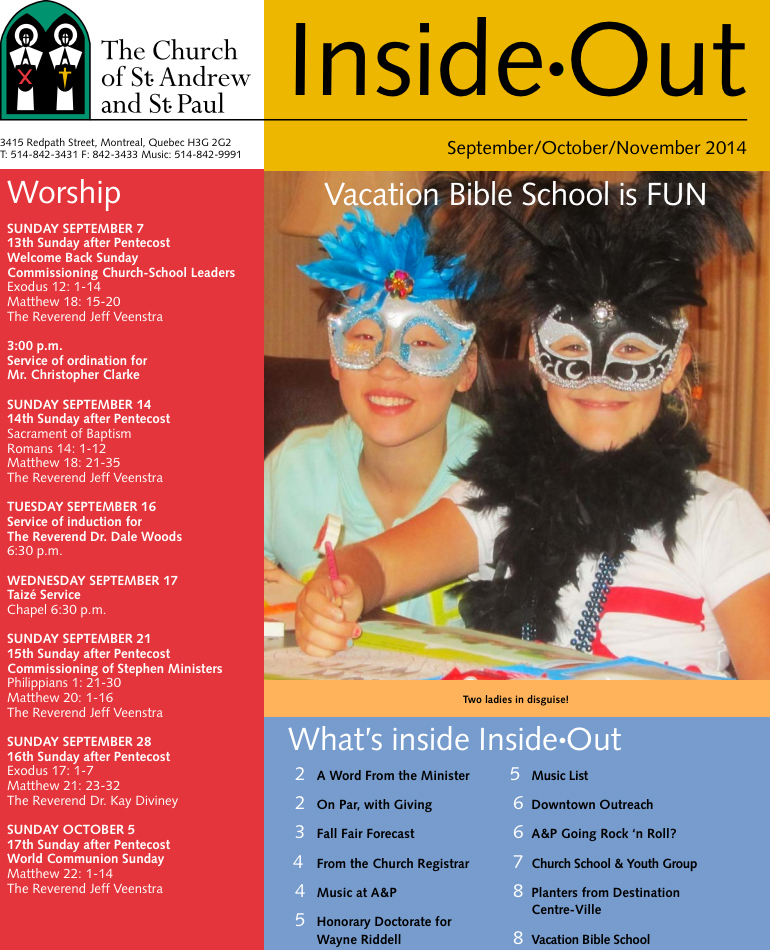 The Church
of St Andrew
and St Paul
3415 Redpath Street, Montreal, Quebec H3G 2G2
T: 514-842-3431 F: 842-3433 Music: 514-842-9991
Inside•Out
September/October/November 2014
Worship
SUNDAY SEPTEMBER 7
13th Sunday after Pentecost
Welcome Back Sunday
Commissioning Church-School Leaders
Exodus 12: 1-14
Matthew 18: 15-20
The Reverend Jeff Veenstra
3:00 p.m.
Service of ordination for
Mr. Christopher Clarke
SUNDAY SEPTEMBER 14
14th Sunday after Pentecost
Sacrament of Baptism
Romans 14: 1-12
Matthew 18: 21-35
The Reverend Jeff Veenstra
TUESDAY SEPTEMBER 16
Service of induction for
The Reverend Dr. Dale Woods
6:30 p.m.
WEDNESDAY SEPTEMBER 17
Taizé Service
Chapel 6:30 p.m.
SUNDAY SEPTEMBER 21
15th Sunday after Pentecost
Commissioning of Stephen Ministers
Philippians 1: 21-30
Matthew 20: 1-16
The Reverend Jeff Veenstra
SUNDAY SEPTEMBER 28
16th Sunday after Pentecost
Exodus 17: 1-7
Matthew 21: 23-32
The Reverend Dr. Kay Diviney
SUNDAY OCTOBER 5
17th Sunday after Pentecost
World Communion Sunday
Matthew 22: 1-14
The Reverend Jeff Veenstra
Vacation Bible School is FUN
Two ladies in disguise!
What's inside Inside•Out
2 A Word From the Minister
2 On Par, with Giving
3 Fall Fair Forecast
4 From the Church Registrar
4 Music at A&P
5 Honorary Doctorate for
Wayne Riddell
5 Music List
6 Downtown Outreach
6 A&P Going Rock 'n Roll?
7 Church School & Youth Group
8 Planters from Destination
Centre-Ville
8 Vacation Bible School